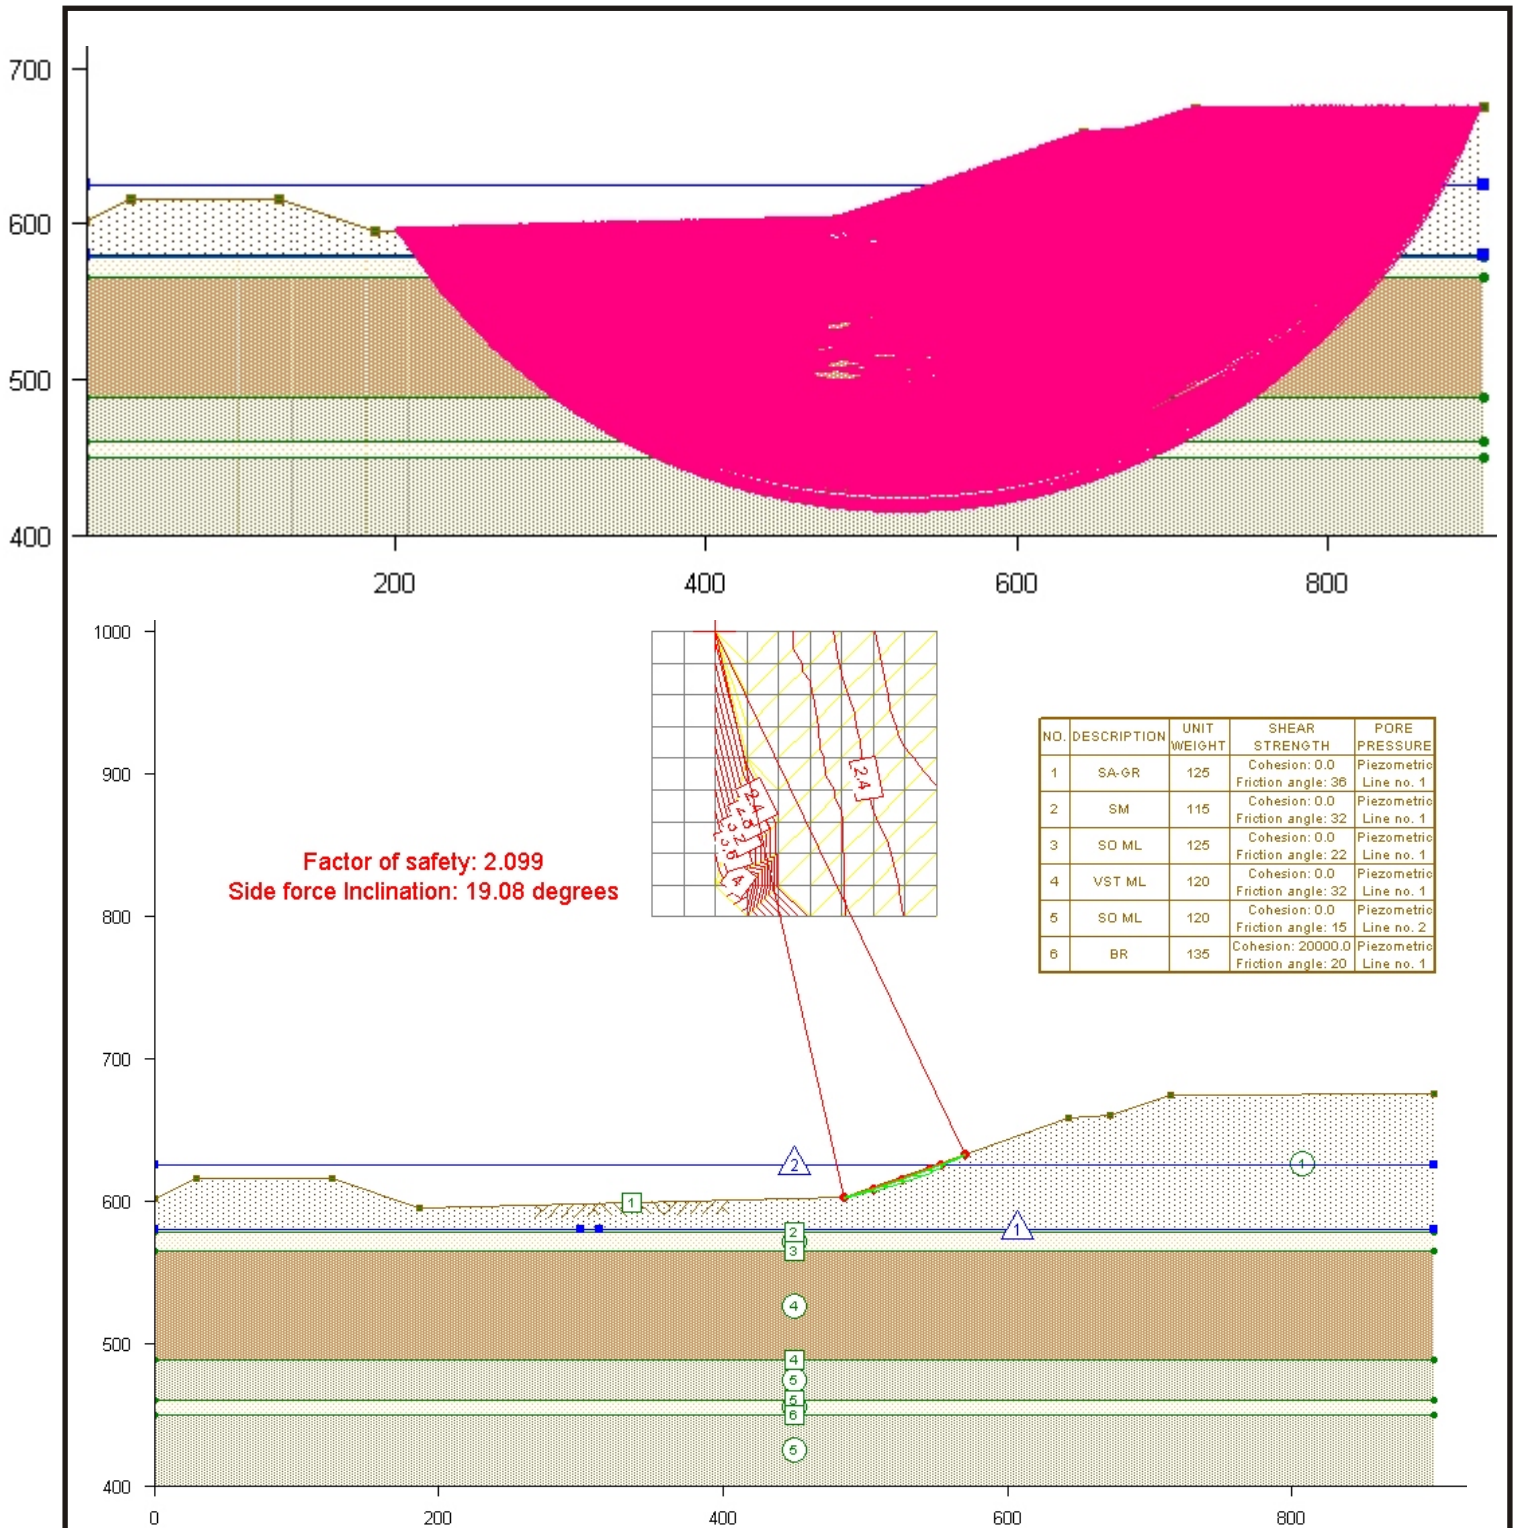 700
600
500
400
200 400 600 800
1000
900
800
700
600
500
400
0 200 400 600 800
2.4
2.4
4
Factor of safety: 2.099
Side force Inclination: 19.08 degrees
NO. DESCRIPTION UNIT WEIGHT SHEAR STRENGTH PORE PRESSURE
1 SA-GR 125 Cohesion: 0.0 Piezometric
Friction angle: 36 Line no. 1
2 SM 115 Cohesion: 0.0 Piezometric
Friction angle: 32 Line no. 1
3 SO ML 125 Cohesion: 0.0 Piezometric
Friction angle: 22 Line no. 1
4 VST ML 120 Cohesion: 0.0 Piezometric
Friction angle: 32 Line no. 1
5 SO ML 120 Cohesion: 0.0 Piezometric
Friction angle: 15 Line no. 2
6 BR 135 Cohesion: 20000.0 Piezometric
Friction angle: 20 Line no. 1
2
1
1
1
2
3
4
4
5
5
6
5